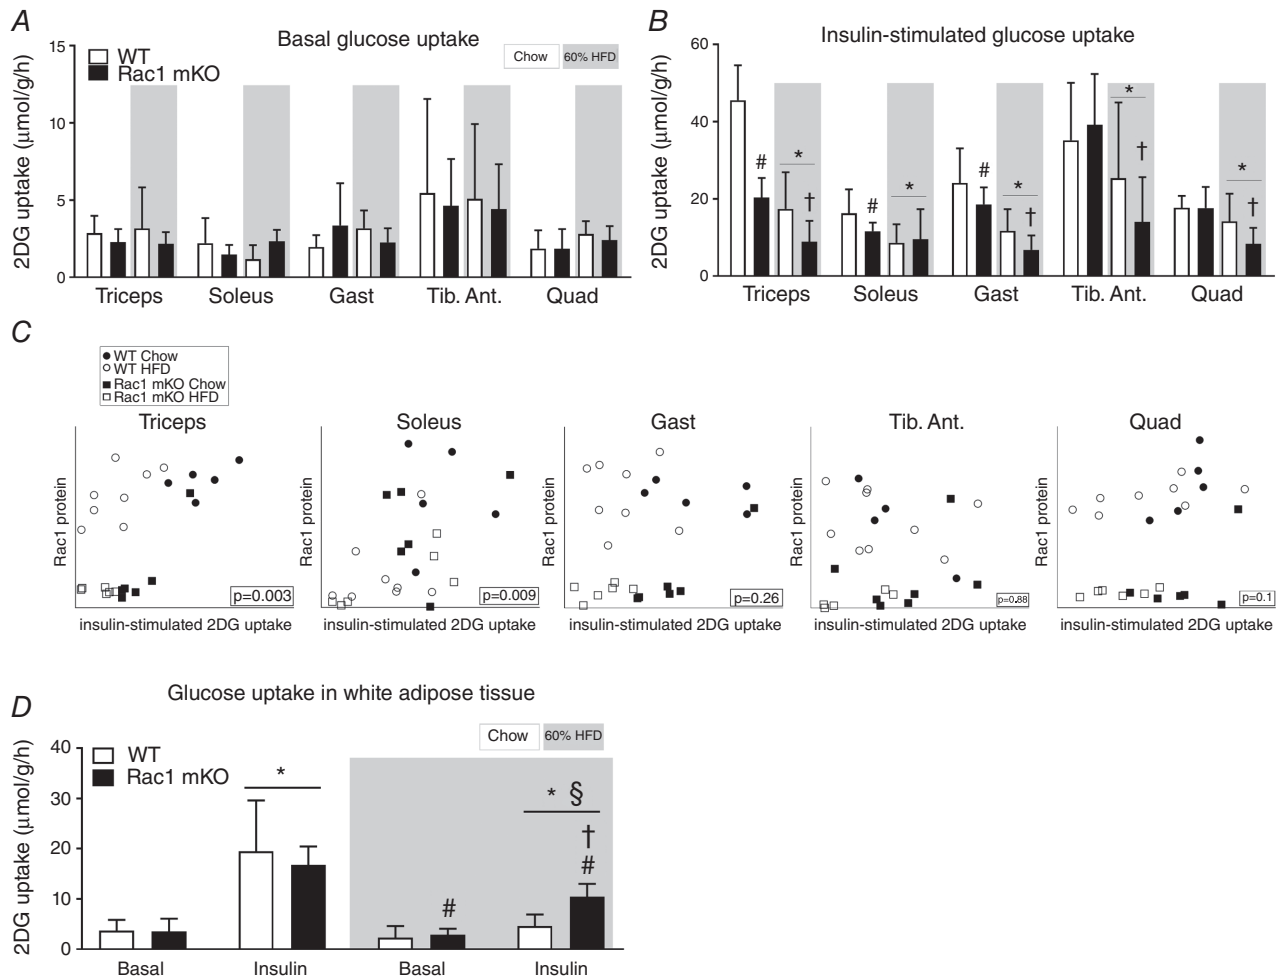 A
Basal glucose uptake
WT
Rac1 mKO
Chow
60% HFD
2DG uptake (μmol/g/h)
15
10
5
0
Triceps
Soleus
Gast
Tib. Ant.
Quad
B
Insulin-stimulated glucose uptake
2DG uptake (μmol/g/h)
60
40
20
0
#
*
†
#
*
#
*
†
*
†
*
†
Triceps
Soleus
Gast
Tib. Ant.
Quad
C
WT Chow
WT HFD
Rac1 mKO Chow
Rac1 mKO HFD
Triceps
Rac1 protein
p=0.003
insulin-stimulated 2DG uptake
Soleus
Rac1 protein
p=0.009
insulin-stimulated 2DG uptake
Gast
Rac1 protein
p=0.26
insulin-stimulated 2DG uptake
Tib. Ant.
Rac1 protein
p=0.88
insulin-stimulated 2DG uptake
Quad
Rac1 protein
p=0.1
insulin-stimulated 2DG uptake
D
Glucose uptake in white adipose tissue
Chow
60% HFD
WT
Rac1 mKO
2DG uptake (μmol/g/h)
40
30
20
10
0
*
#
* §
†
#
Basal
Insulin
Basal
Insulin